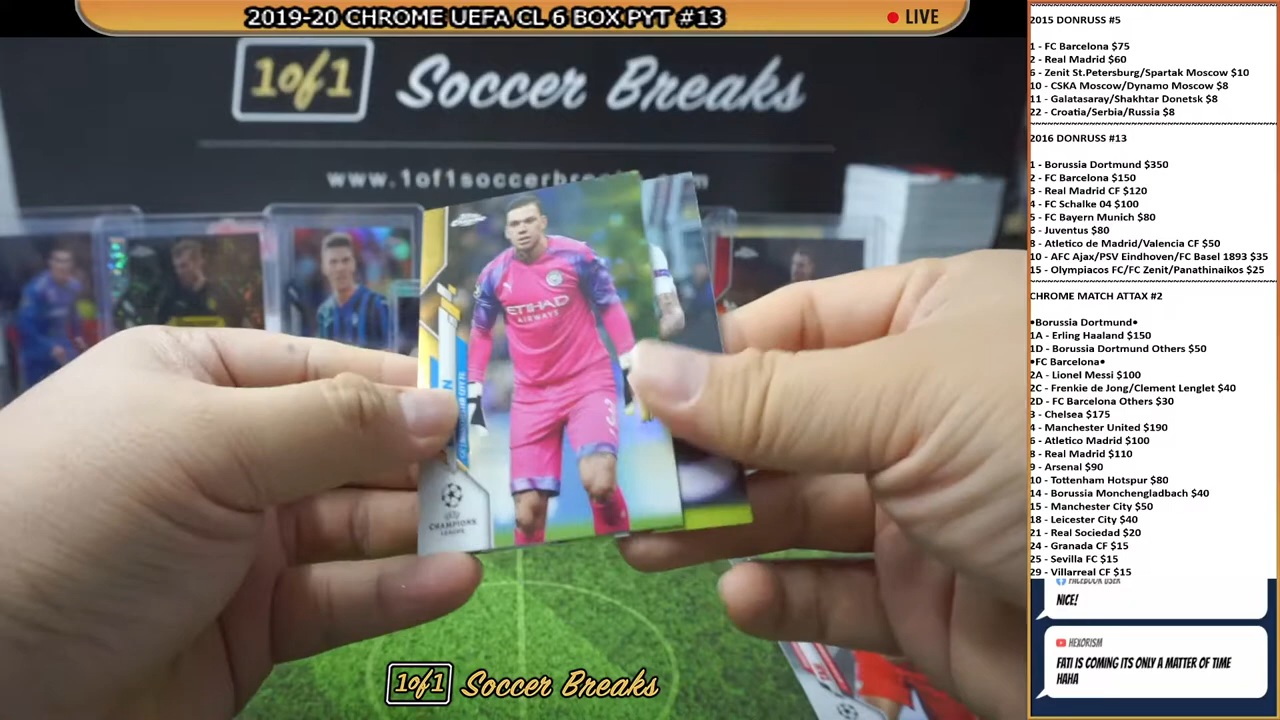 2019-20 CHROME UEFA CL 6 BOX PYT #13
LIVE
1of1 Soccer Breaks
ETIHAD
AIRWAYS
CHAMPIONS
LEAGUE
1of1 Soccer Breaks
2015 DONRUSS #5
1 - FC Barcelona $75
2 - Real Madrid $60
6 - Zenit St.Petersburg/Spartak Moscow $10
10 - CSKA Moscow/Dynamo Moscow $8
11 - Galatasaray/Shakhtar Donetsk $8
22 - Croatia/Serbia/Russia $8
2016 DONRUSS #13
1 - Borussia Dortmund $350
2 - FC Barcelona $150
3 - Real Madrid CF $120
4 - FC Schalke 04 $100
5 - FC Bayern Munich $80
6 - Juventus $80
8 - Atletico de Madrid/Valencia CF $50
10 - AFC Ajax/PSV Eindhoven/FC Basel 1893 $35
15 - Olympiacos FC/FC Zenit/Panathinaikos $25
CHROME MATCH ATTAX #2
•Borussia Dortmund•
1A - Erling Haaland $150
1D - Borussia Dortmund Others $50
•FC Barcelona•
2A - Lionel Messi $100
2C - Frenkie de Jong/Clement Lenglet $40
2D - FC Barcelona Others $30
3 - Chelsea $175
4 - Manchester United $190
6 - Atletico Madrid $100
8 - Real Madrid $110
9 - Arsenal $90
10 - Tottenham Hotspur $80
14 - Borussia Monchengladbach $40
15 - Manchester City $50
18 - Leicester City $40
21 - Real Sociedad $20
24 - Granada CF $15
25 - Sevilla FC $15
29 - Villarreal CF $15
FACEBOOK USER
NICE!
HEXORISM
FATI IS COMING ITS ONLY A MATTER OF TIME
HAHA